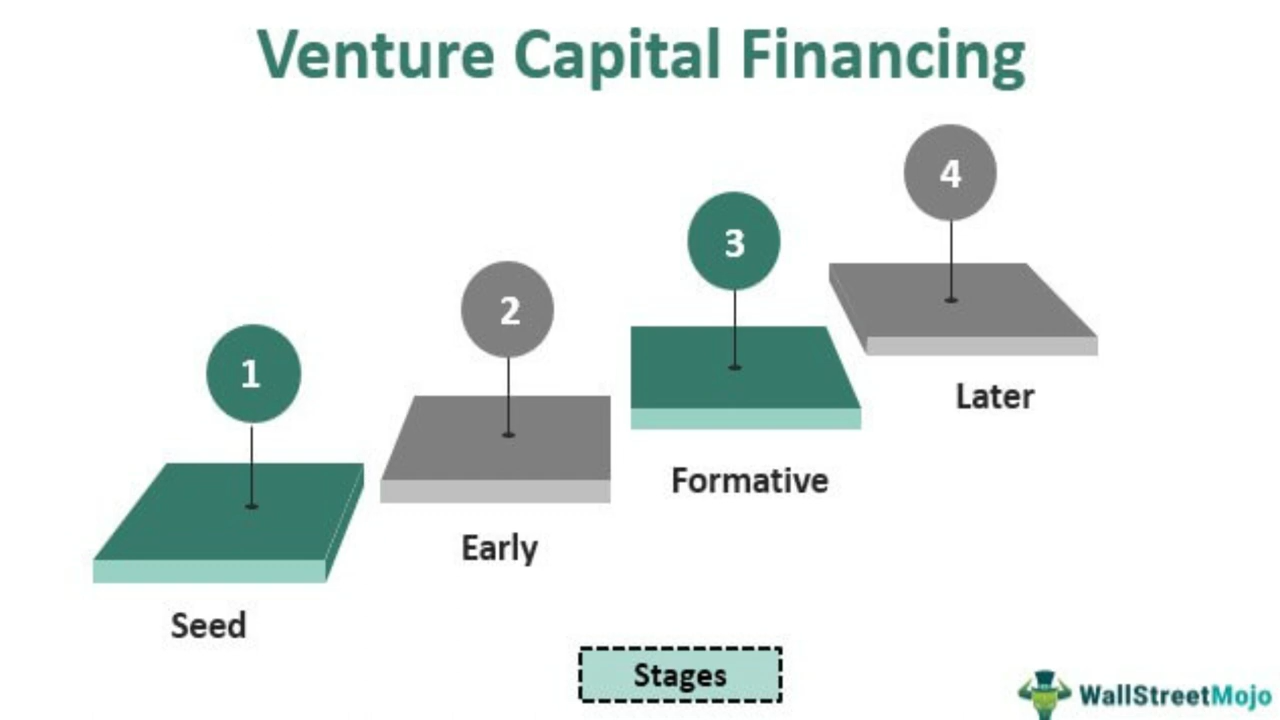 Venture Capital Financing
1
Seed
2
Early
3
Formative
4
Later
Stages
WallStreetMojo